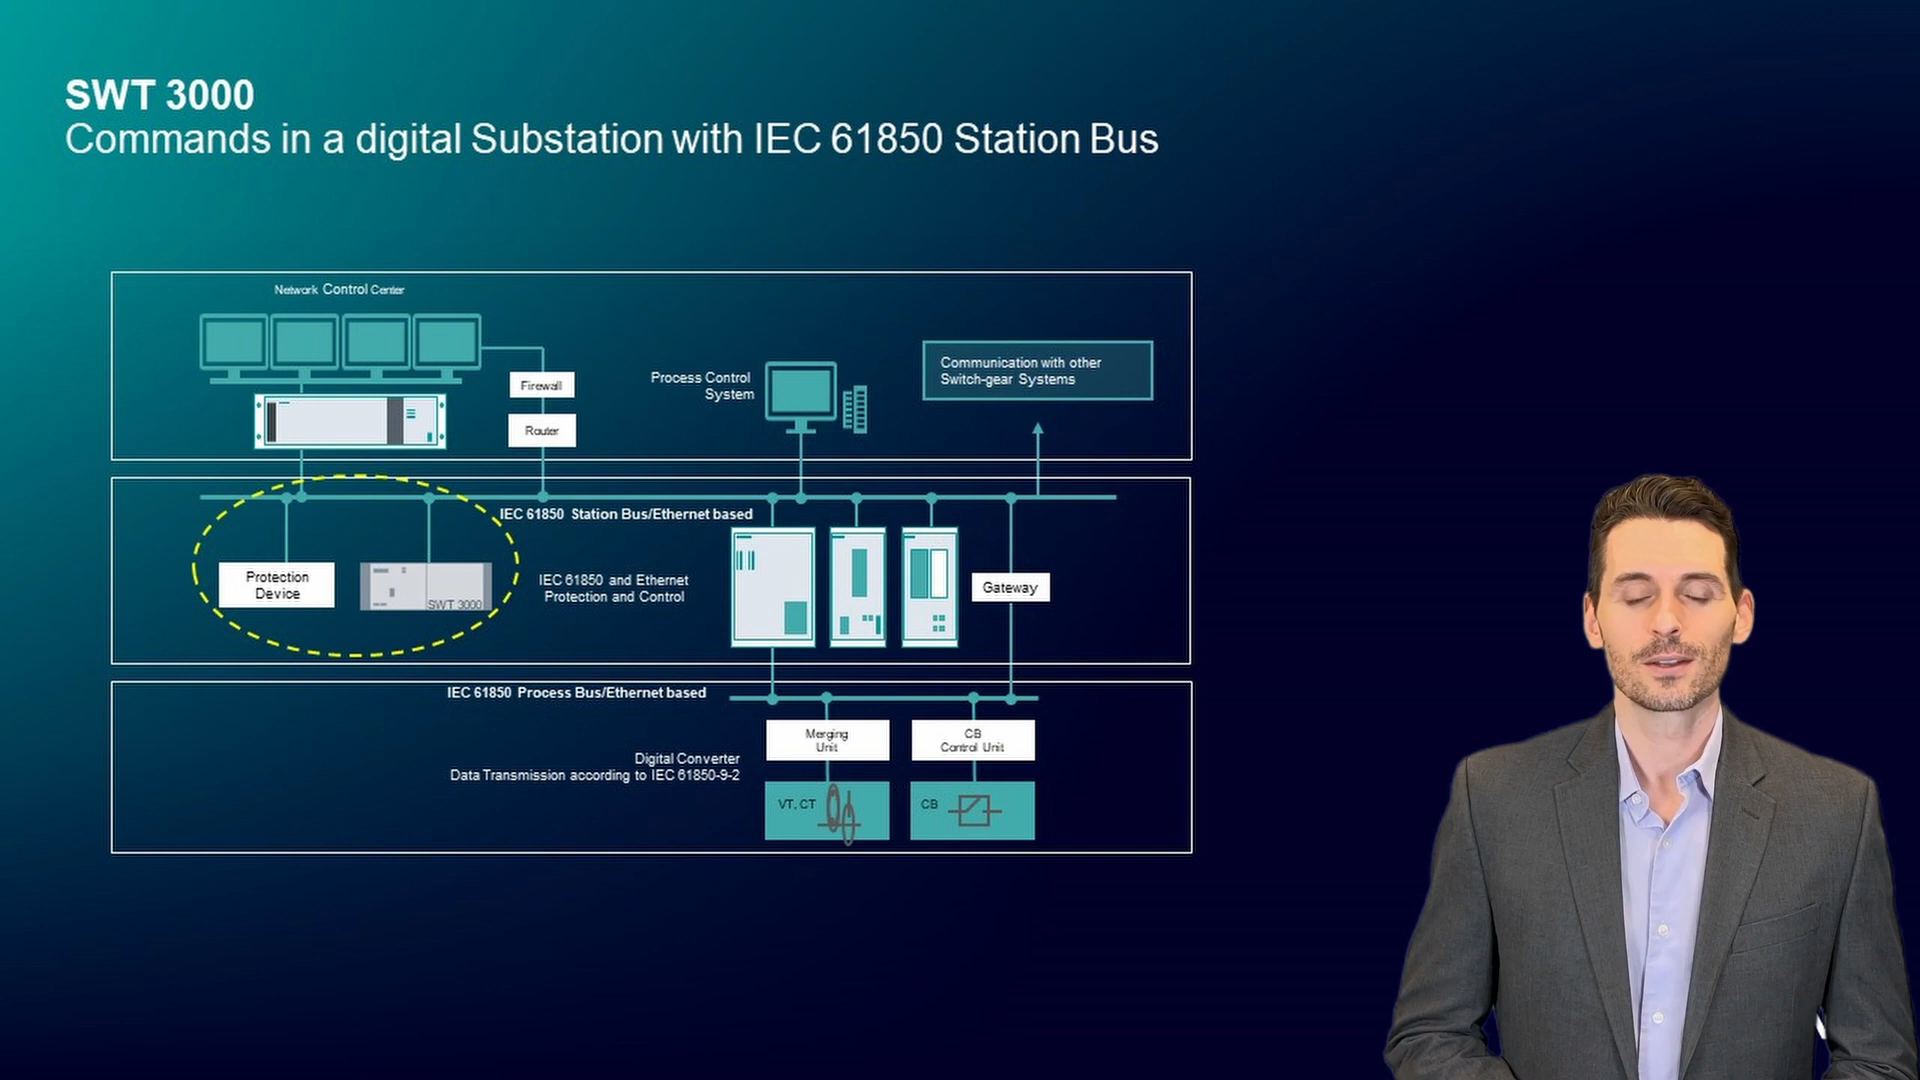 SWT 3000
Commands in a digital Substation with IEC 61850 Station Bus
Network Control Center
Firewall
Router
Process Control
System
Communication with other
Switch-gear Systems
IEC 61850 Station Bus/Ethernet based
Protection
Device
SWT 3000
IEC 61850 and Ethernet
Protection and Control
Gateway
IEC 61850 Process Bus/Ethernet based
Merging
Unit
CB
Control Unit
Digital Converter
Data Transmission according to IEC 61850-9-2
VT, CT
CB